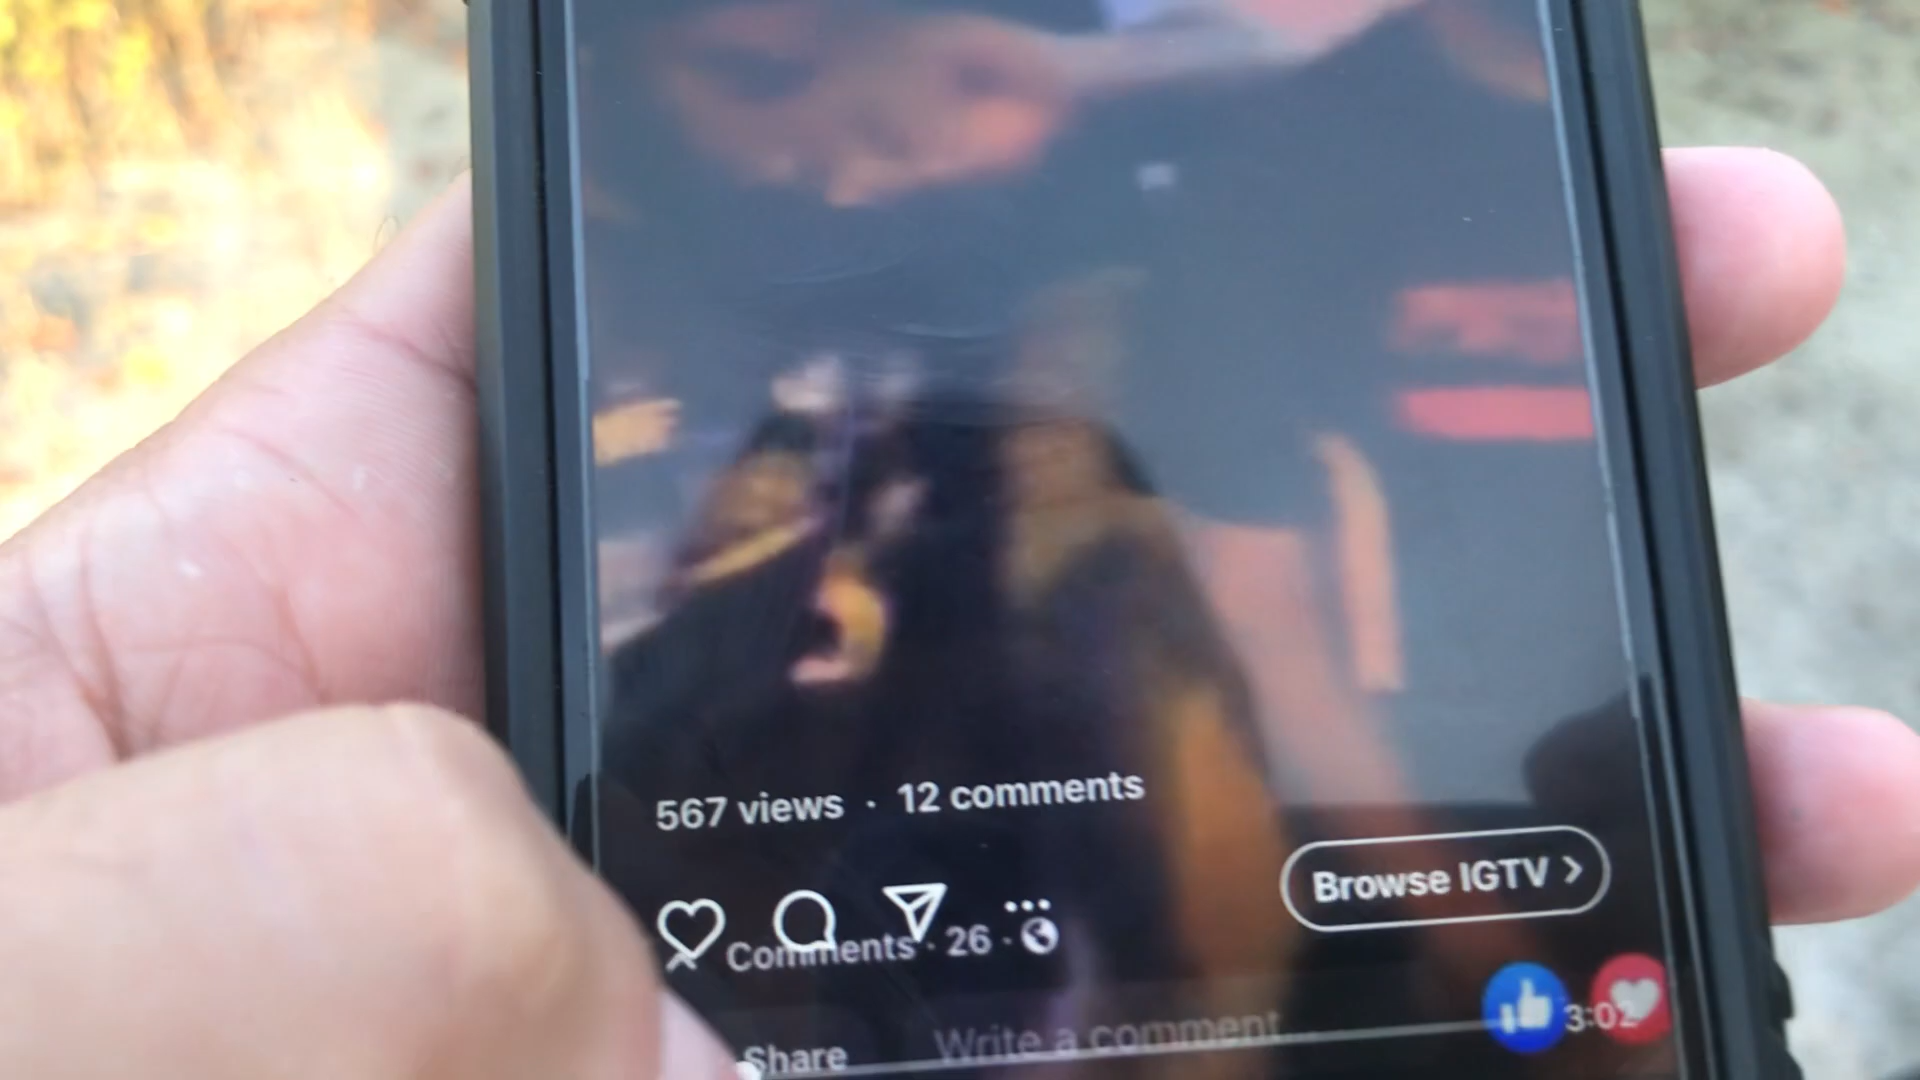 567 views · 12 comments
Browse IGTV >
Comments · 26 ·
3:02
Share
Write a comment...